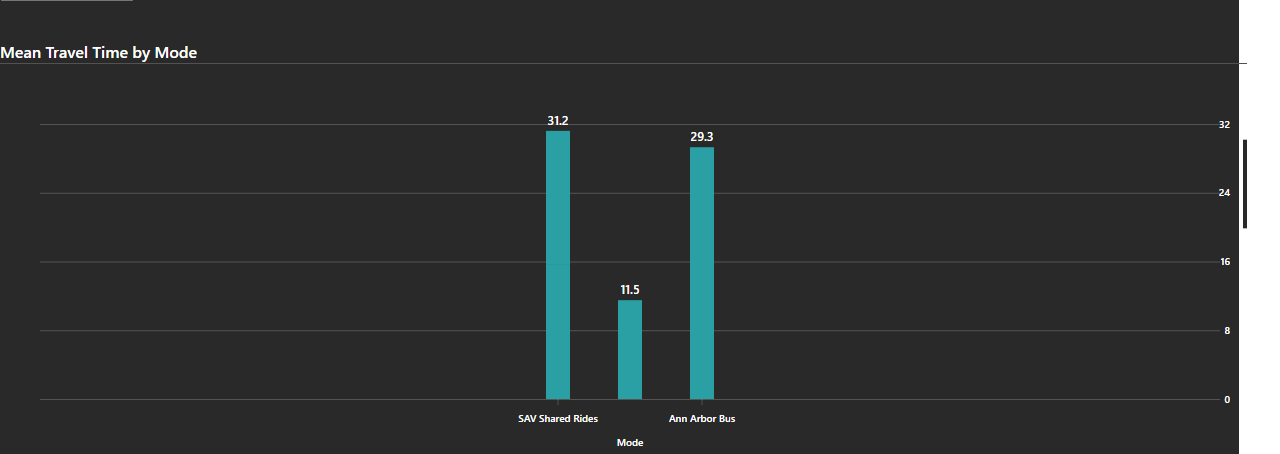 Mean Travel Time by Mode
31.2
32
29.3
24
16
11.5
8
0
SAV Shared Rides Ann Arbor Bus
Mode